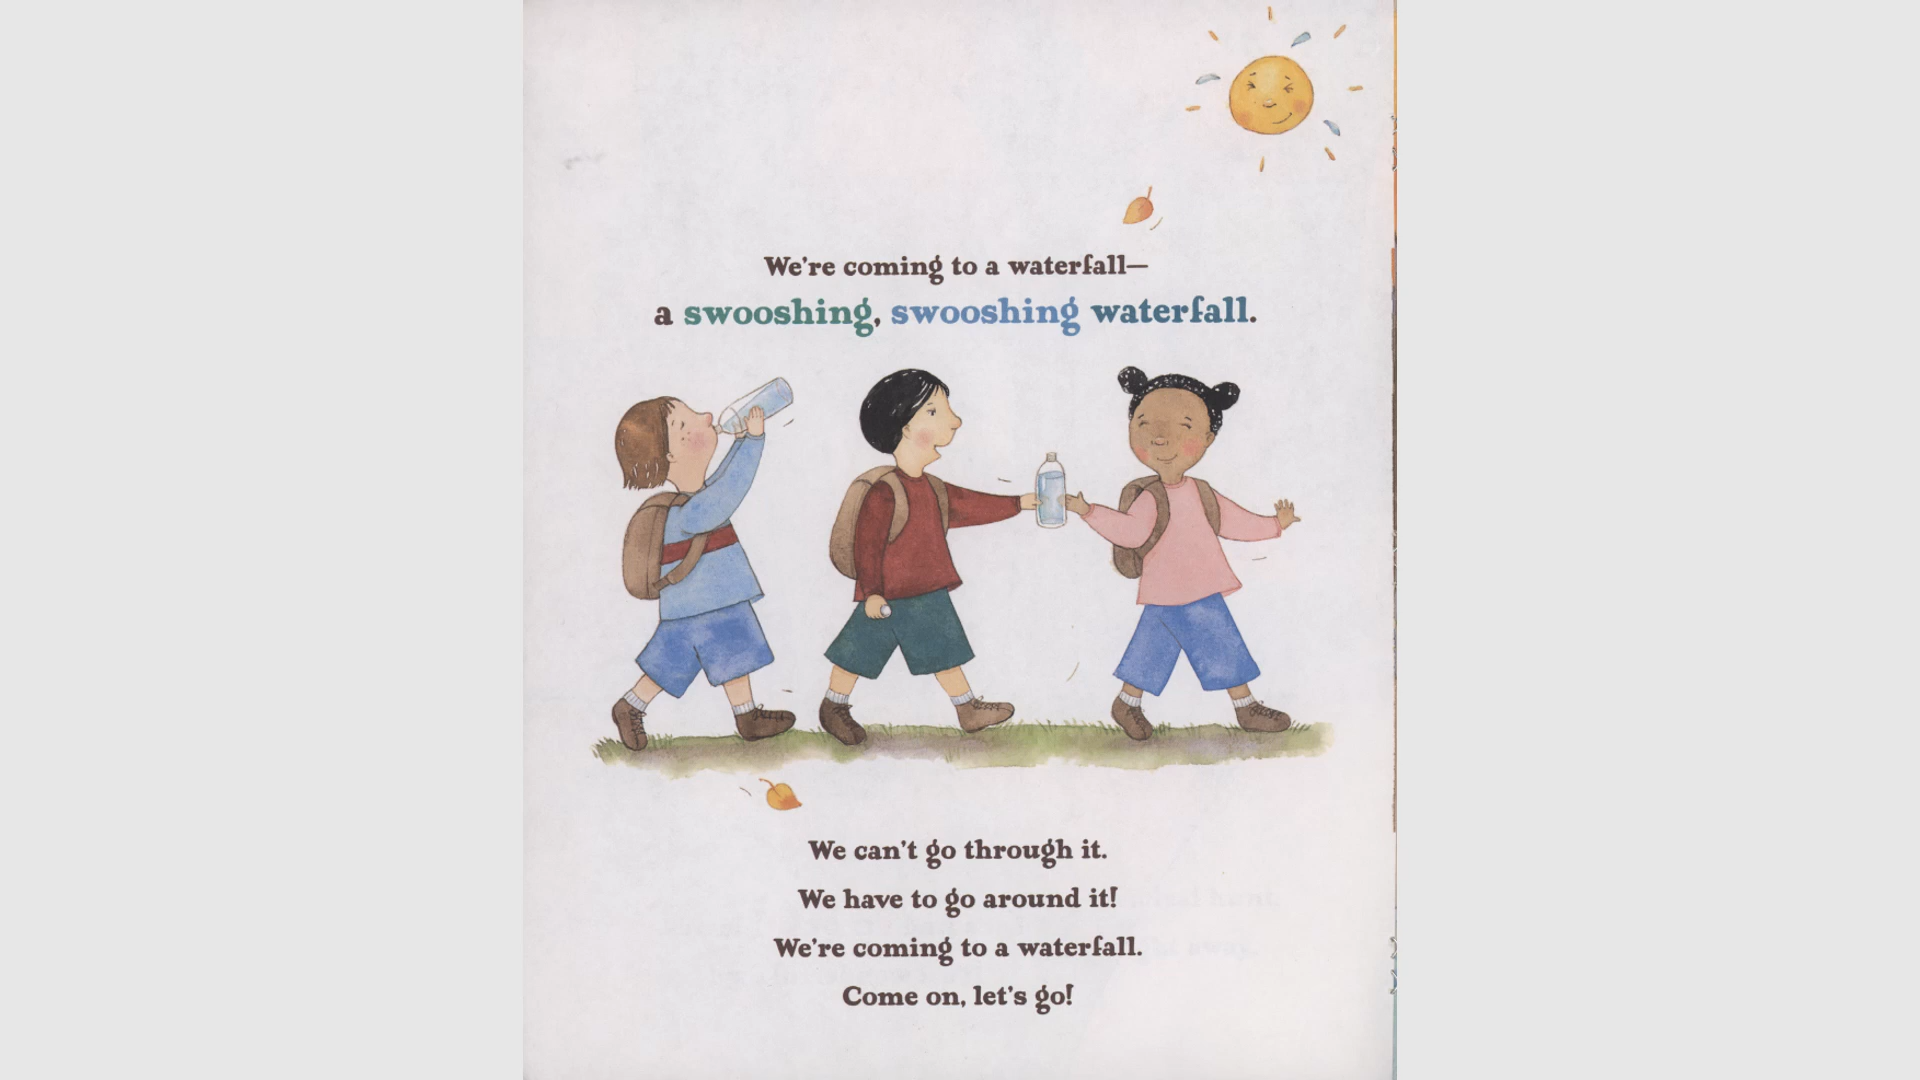 We're coming to a waterfall—
a swooshing, swooshing waterfall.
We can't go through it.
We have to go around it!
We're coming to a waterfall.
Come on, let's go!